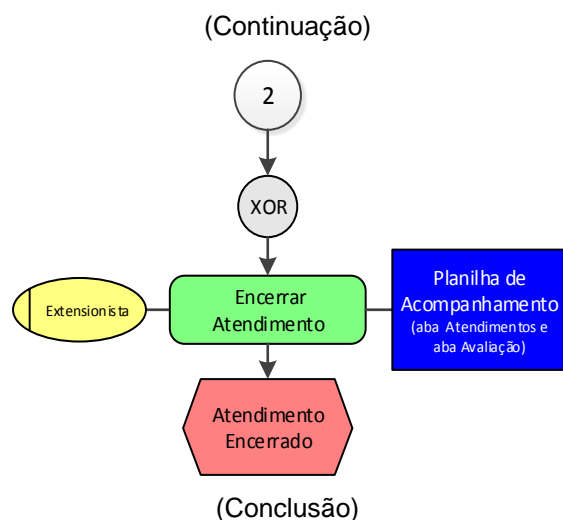 (Continuação)
2
XOR
Extensionista
Encerrar
Atendimento
Planilha de
Acompanhamento
(aba Atendimentos e
aba Avaliação)
Atendimento
Encerrado
(Conclusão)